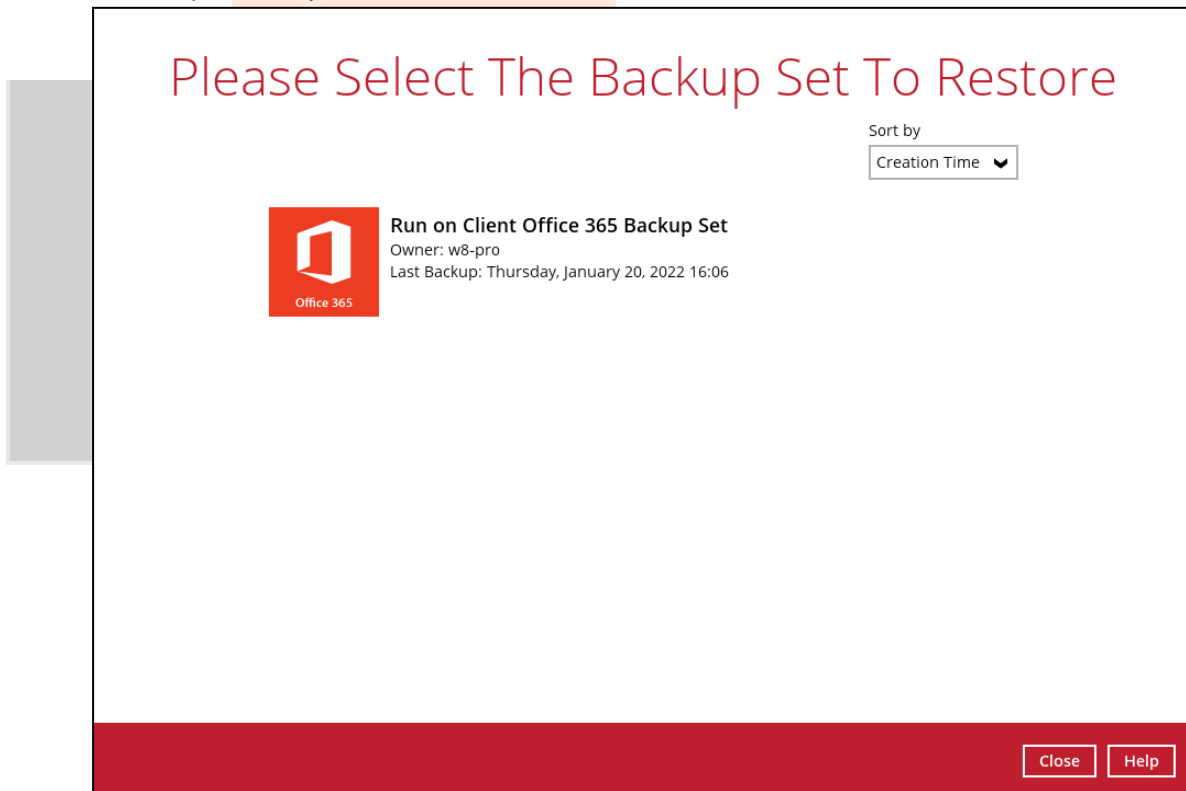 Please Select The Backup Set To Restore
Sort by
Creation Time
Run on Client Office 365 Backup Set
Owner: w8-pro
Last Backup: Thursday, January 20, 2022 16:06
Office 365
Close
Help